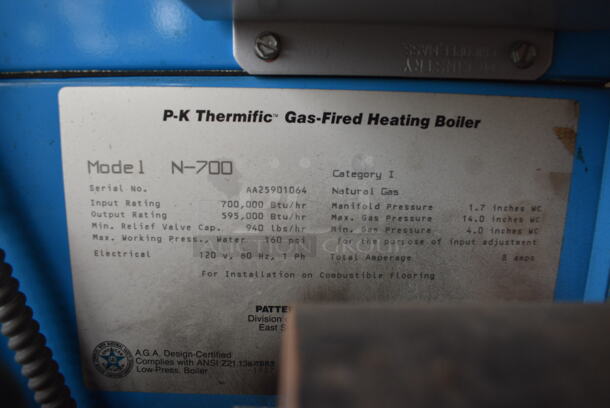 P-K Thermific™ Gas-Fired Heating Boiler
Model N-700
Category I
Serial No. AA25901064
Natural Gas
Input Rating 700,000 Btu/hr
Manifold Pressure 1.7 inches WC
Output Rating 595,000 Btu/hr
Max. Gas Pressure 14.0 inches WC
Min. Relief Valve Cap. 940 lbs/hr
Min. Gas Pressure 4.0 inches WC
Max. Working Press., Water 160 psi
for the purpose of input adjustment
Electrical 120 v, 60 Hz, 1 Ph
Total Amperage 8 amps
For Installation on Combustible Flooring
Division
East
A.G.A. Design-Certified
Complies with ANSI
Low-Press. Boiler